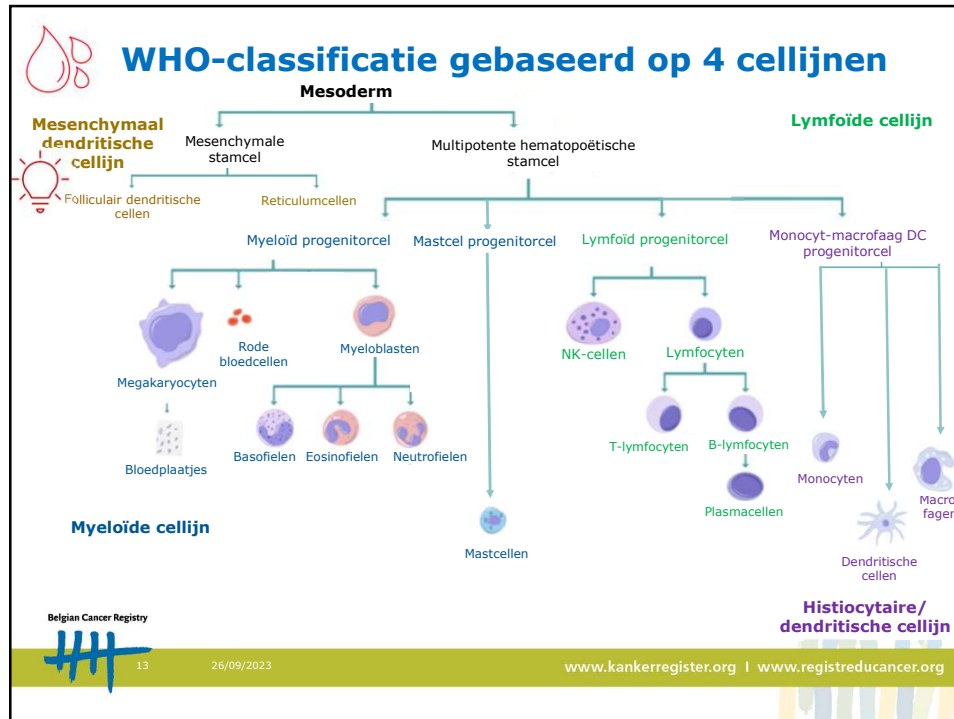 WHO-classificatie gebaseerd op 4 cellijnen
Mesoderm
Mesenchymaal
dendritische
cellijn
Lymfoïde cellijn
Mesenchymale
stamcel
Multipotente hematopoëtische
stamcel
Folliculair dendritische
cellen
Reticulumcellen
Myeloïd progenitorcel
Mastcel progenitorcel
Lymfoïd progenitorcel
Monocyt-macrofaag DC
progenitorcel
Megakaryocyten
Rode
bloedcellen
Myeloblasten
NK-cellen
Lymfocyten
Bloedplaatjes
Basofielen
Eosinofielen
Neutrofielen
T-lymfocyten
B-lymfocyten
Plasmacellen
Monocyten
Macro
fagen
Mastcellen
Dendritische
cellen
Myeloïde cellijn
Histiocytaire/
dendritische cellijn
Belgian Cancer Registry
13
26/09/2023
www.kankerregister.org I www.registreducancer.org